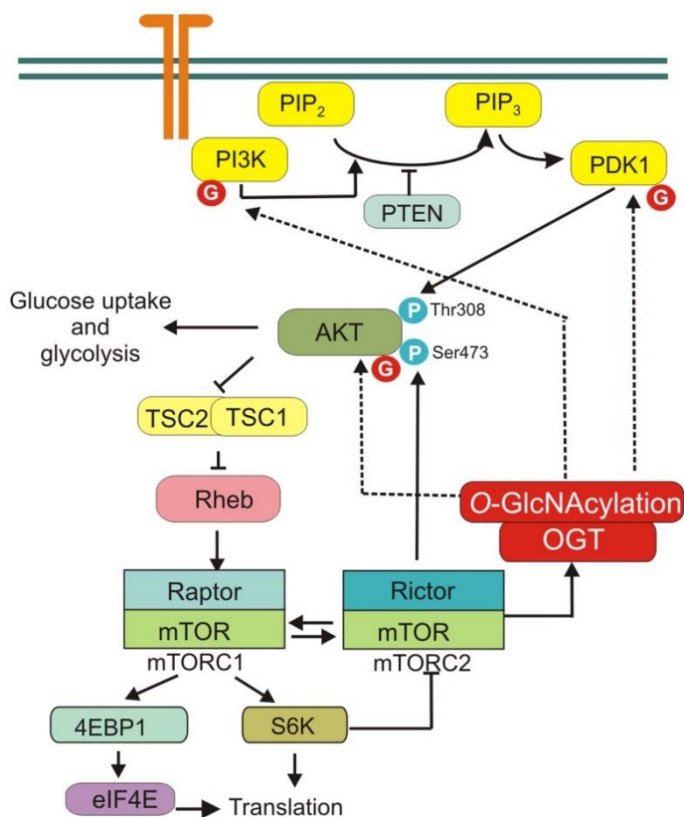 PIP2
PIP3
PI3K
PDK1
G
G
PTEN
P Thr308
Glucose uptake
and
glycolysis
AKT
P Ser473
G
TSC2 TSC1
Rheb
O-GlcNAcylation
OGT
Raptor
Rictor
mTOR
mTOR
mTORC1
mTORC2
4EBP1
S6K
eIF4E
Translation